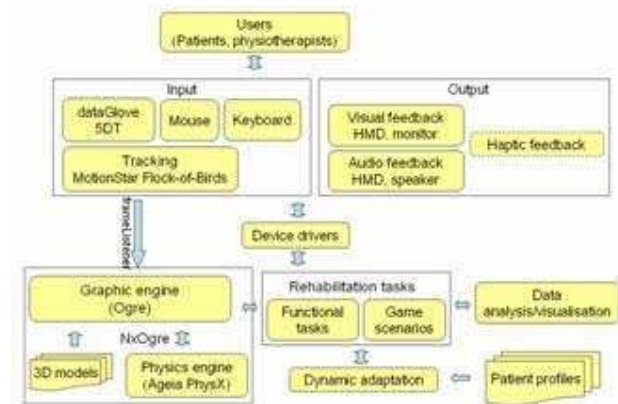 Users
(Patients, physiotherapists)
Input
Output
dataGlove
5DT
Mouse
Keyboard
Tracking
MotionStar Flock-of-Birds
Visual feedback
HMD, monitor
Haptic feedback
Audio feedback
HMD, speaker
frameListener
Device drivers
Graphic engine
(Ogre)
NxOgre
3D models
Physics engine
(Ageia PhysX)
Rehabilitation tasks
Functional
tasks
Game
scenarios
Data
analysis/visualisation
Dynamic adaptation
Patient profiles